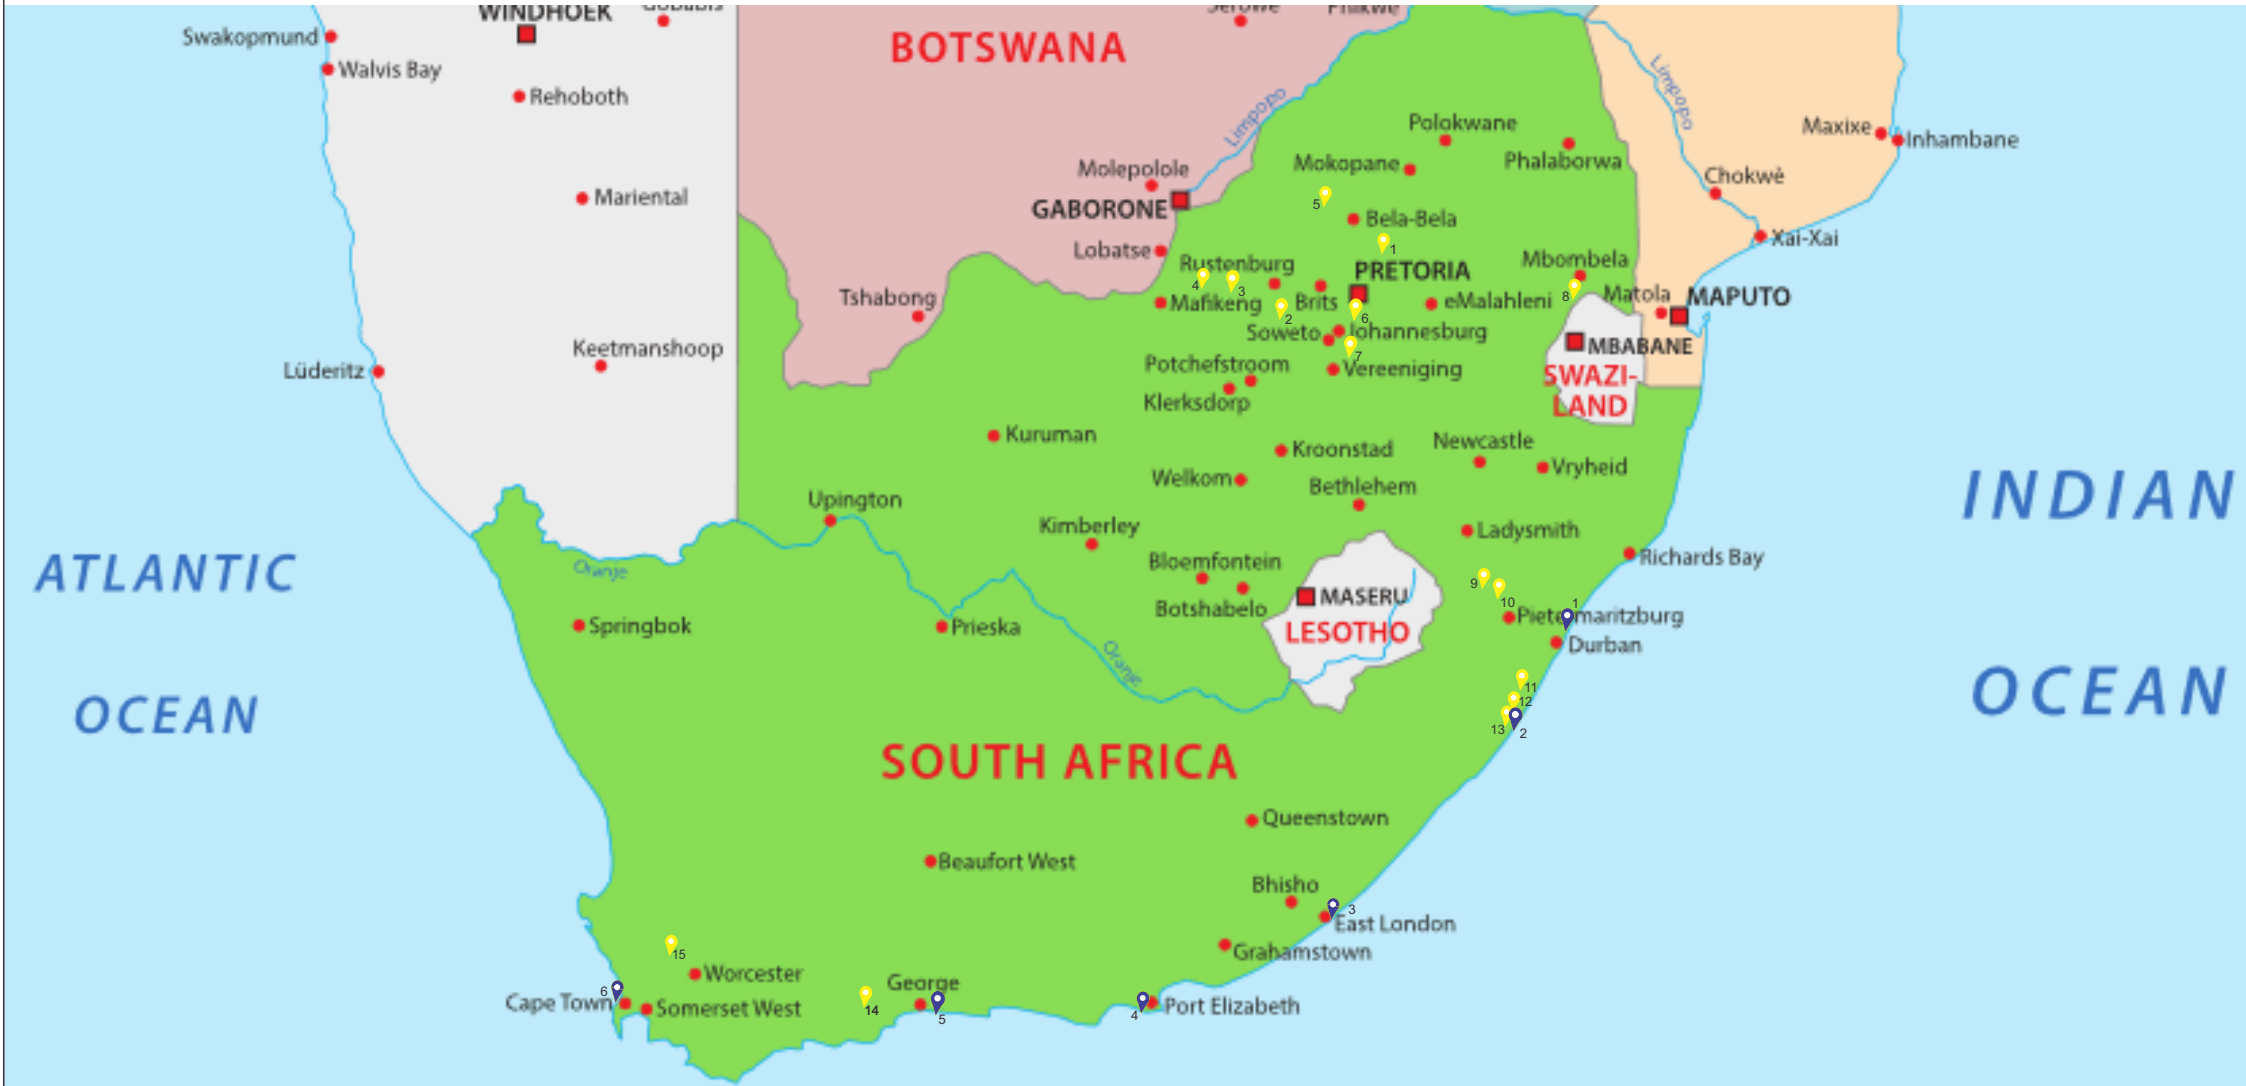 WINDHOEK
Gobabis
Serowe
Phikwe
Swakopmund
BOTSWANA
Walvis Bay
Limpopo
Rehoboth
Limpopo
Polokwane
Maxixe
Inhambane
Mokopane
Phalaborwa
Molepolole
Chokwè
Mariental
5
GABORONE
Bela-Bela
Xai-Xai
1
Lobatse
Rustenburg
PRETORIA
Mbombela
4
3
8
Tshabong
Mafikeng
2
Brits
eMalahleni
Matola
MAPUTO
6
Soweto
Johannesburg
Keetmanshoop
7
MBABANE
Lüderitz
Potchefstroom
Vereeniging
SWAZI-
LAND
Klerksdorp
Kuruman
Kroonstad
Newcastle
Vryheid
Welkom
Bethlehem
INDIAN
Upington
Kimberley
Ladysmith
Richards Bay
ATLANTIC
Oranje
Bloemfontein
9
MASERU
10
1
Botshabelo
Pietermaritzburg
Springbok
Prieska
LESOTHO
Durban
Oranje
OCEAN
11
12
OCEAN
13
2
SOUTH AFRICA
Queenstown
Beaufort West
Bhisho
3
East London
15
Grahamstown
Worcester
George
6
Cape Town
Somerset West
14
5
4
Port Elizabeth